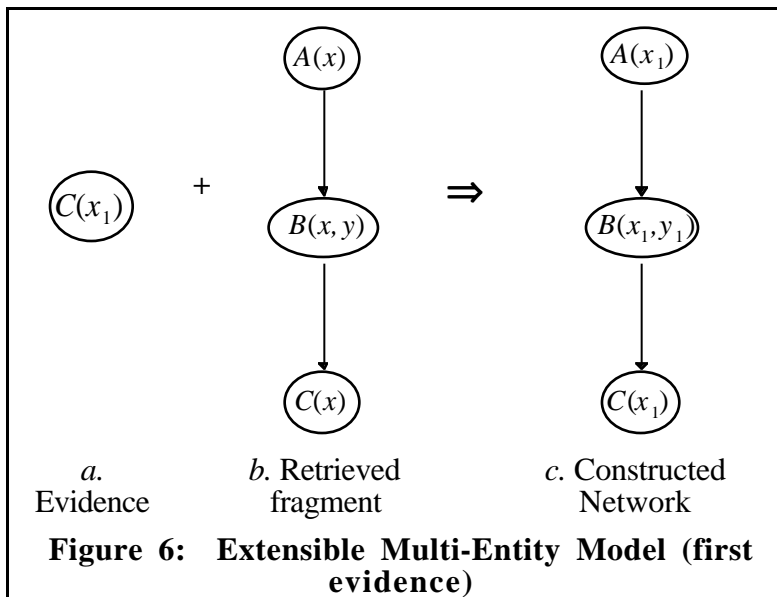 A(x)
A(x₁)
C(x₁)
+
B(x, y)
⇒
B(x₁, y₁)
C(x)
C(x₁)
a. Evidence
b. Retrieved fragment
c. Constructed Network
Figure 6: Extensible Multi-Entity Model (first
evidence)